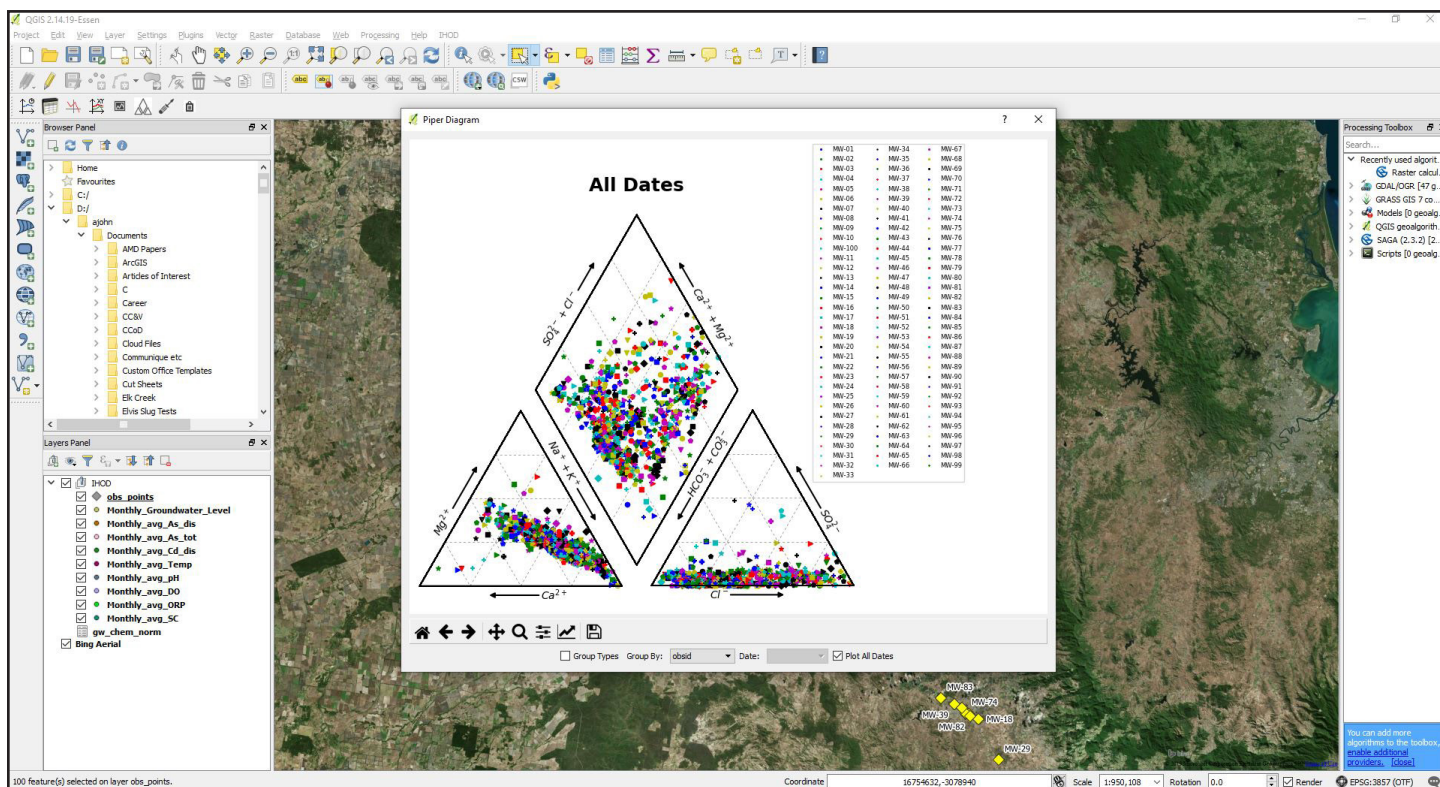 QGIS 2.14.19-Essen
Project Edit View Layer Settings Plugins Vector Raster Database Web Processing Help IHOD
CSW
Browser Panel
Home
Favourites
C:/
D:/
ajohn
Documents
AMD Papers
ArcGIS
Articles of Interest
C
Career
CC&V
CCoD
Cloud Files
Communique etc
Custom Office Templates
Cut Sheets
Elk Creek
Elvis Slug Tests
Layers Panel
IHOD
obs_points
Monthly_Groundwater_Level
Monthly_avg_As_dis
Monthly_avg_As_tot
Monthly_avg_Cd_dis
Monthly_avg_Temp
Monthly_avg_pH
Monthly_avg_DO
Monthly_avg_ORP
Monthly_avg_SC
gw_chem_norm
Bing Aerial
Piper Diagram
All Dates
SO₄²⁻ + Cl⁻
Ca²⁺ + Mg²⁺
Na⁺ + K⁺
HCO₃⁻ + CO₃²⁻
Mg²⁺
SO₄²⁻
Ca²⁺
Cl⁻
MW-01 MW-34 MW-67
MW-02 MW-35 MW-68
MW-03 MW-36 MW-69
MW-04 MW-37 MW-70
MW-05 MW-38 MW-71
MW-06 MW-39 MW-72
MW-07 MW-40 MW-73
MW-08 MW-41 MW-74
MW-09 MW-42 MW-75
MW-10 MW-43 MW-76
MW-100 MW-44 MW-77
MW-11 MW-45 MW-78
MW-12 MW-46 MW-79
MW-13 MW-47 MW-80
MW-14 MW-48 MW-81
MW-15 MW-49 MW-82
MW-16 MW-50 MW-83
MW-17 MW-51 MW-84
MW-18 MW-52 MW-85
MW-19 MW-53 MW-86
MW-20 MW-54 MW-87
MW-21 MW-55 MW-88
MW-22 MW-56 MW-89
MW-23 MW-57 MW-90
MW-24 MW-58 MW-91
MW-25 MW-59 MW-92
MW-26 MW-60 MW-93
MW-27 MW-61 MW-94
MW-28 MW-62 MW-95
MW-29 MW-63 MW-96
MW-30 MW-64 MW-97
MW-31 MW-65 MW-98
MW-32 MW-66 MW-99
MW-33
Group Types Group By: obsid Date: Plot All Dates
MW-83
MW-74
MW-39
MW-18
MW-82
MW-29
Processing Toolbox
Search...
Recently used algorit...
Raster calcul...
GDAL/OGR [47 g...
GRASS GIS 7 co...
Models [0 geoalg...
QGIS geoalgorith...
SAGA (2.3.2) [2...
Scripts [0 geoalg...
You can add more
algorithms to the toolbox,
enable additional
providers. [close]
100 feature(s) selected on layer obs_points.
Coordinate 16754632,-3078940 Scale 1:950,108 Rotation 0.0 Render EPSG:3857 (OTF)